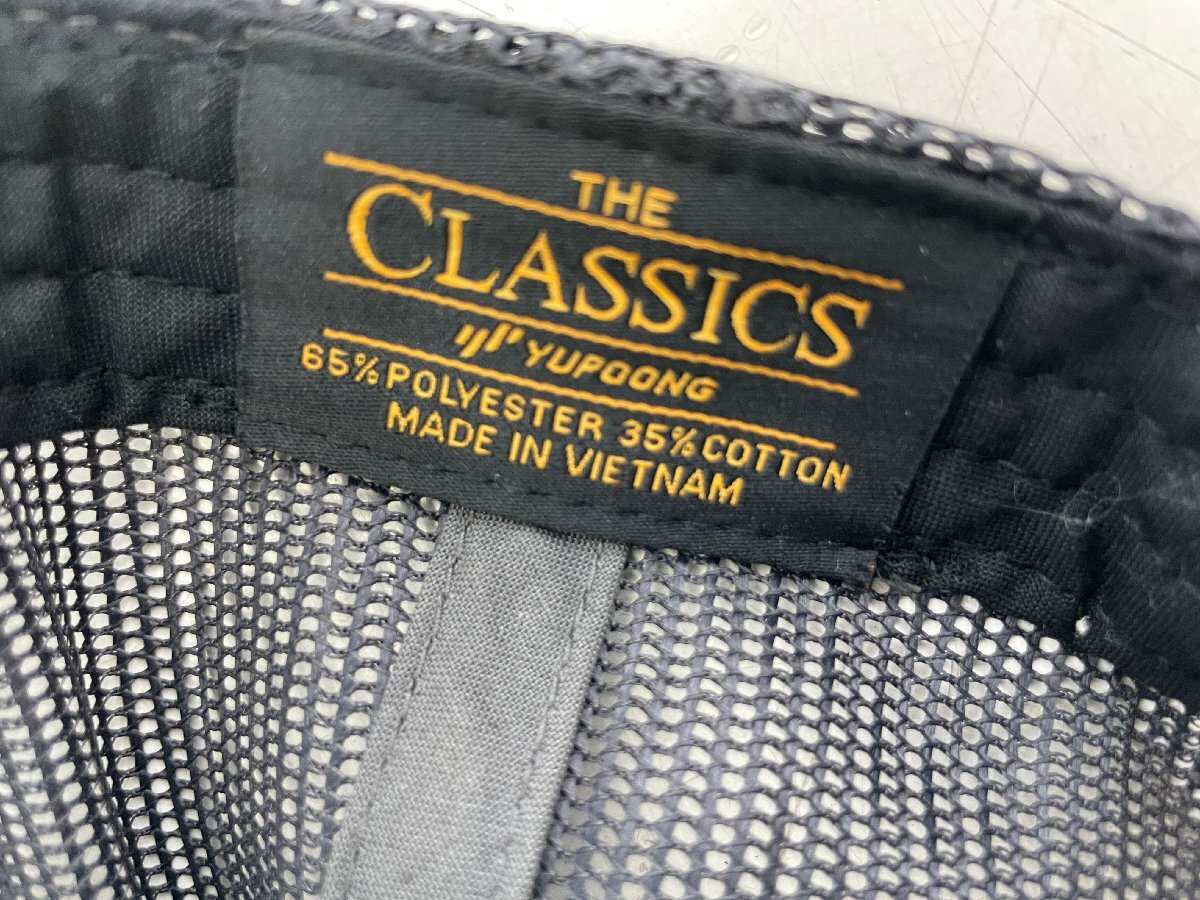 THE
CLASSICS
YUPOONG
65% POLYESTER 35% COTTON
MADE IN VIETNAM